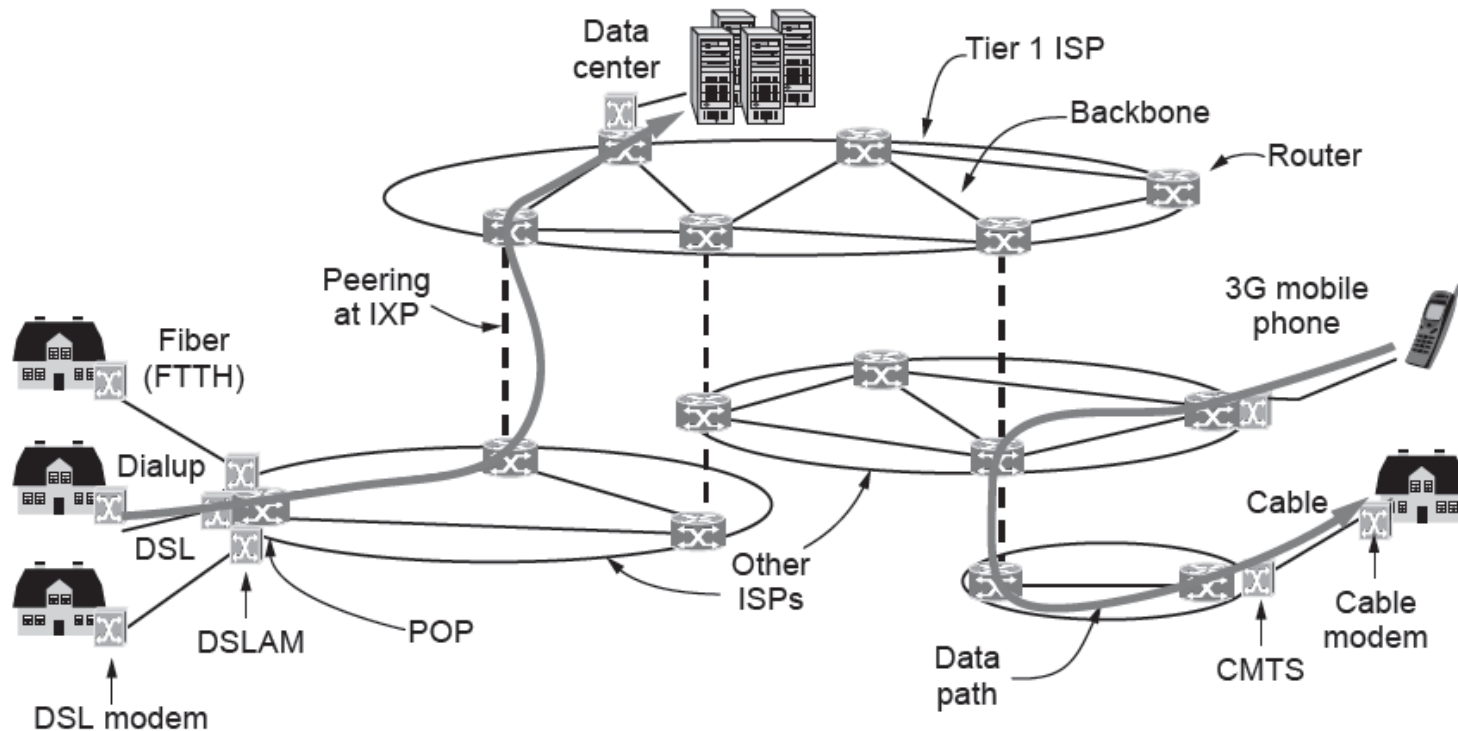 Data
center
Tier 1 ISP
Backbone
Router
Peering
at IXP
3G mobile
phone
Fiber
(FTTH)
Dialup
Cable
DSL
Other
ISPs
POP
DSLAM
Data
path
CMTS
Cable
modem
DSL modem